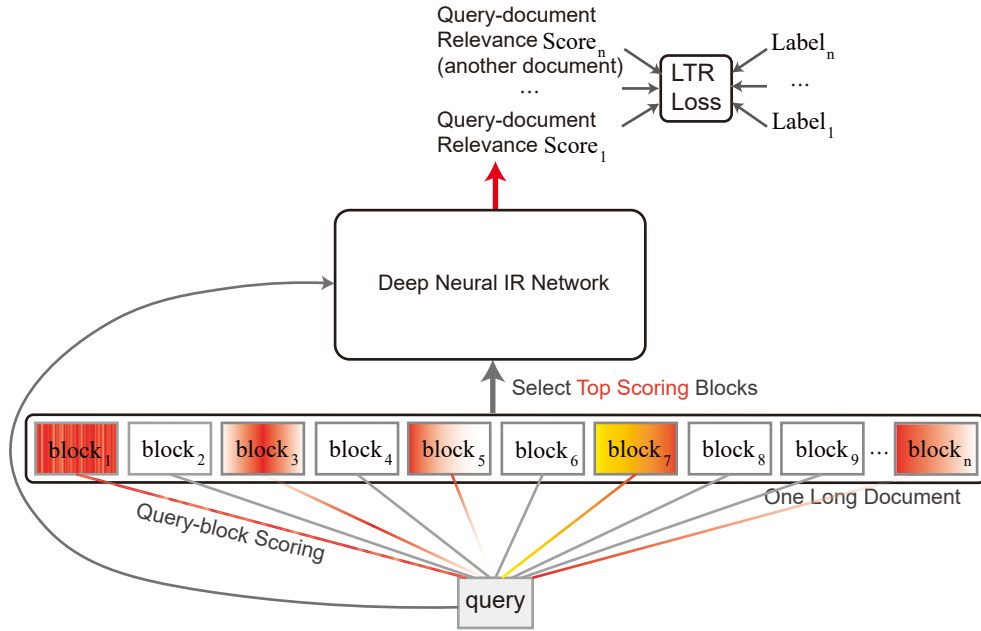 Query-document
Relevance Score_n
(another document)
...
Query-document
Relevance Score_1
LTR
Loss
Label_n
...
Label_1
Deep Neural IR Network
Select Top Scoring Blocks
block_1 block_2 block_3 block_4 block_5 block_6 block_7 block_8 block_9 ... block_n
One Long Document
Query-block Scoring
query